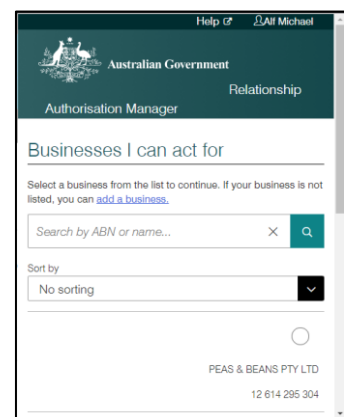 Help
Alf Michael
Australian Government
Relationship
Authorisation Manager
Businesses I can act for
Select a business from the list to continue. If your business is not
listed, you can add a business.
Search by ABN or name...
Sort by
No sorting
PEAS & BEANS PTY LTD
12 614 295 304